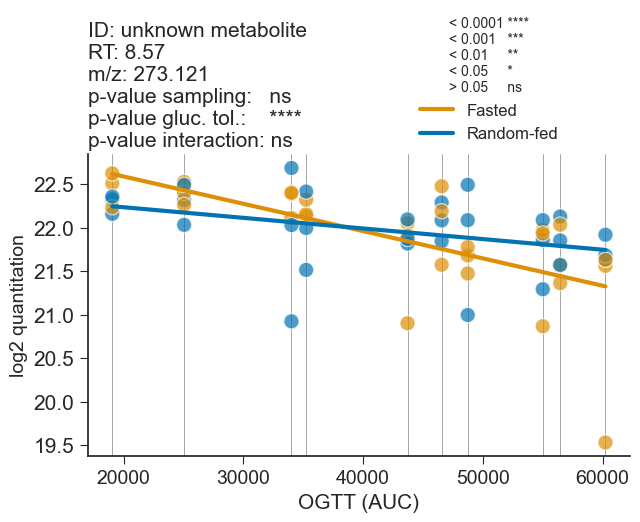 ID: unknown metabolite
RT: 8.57
m/z: 273.121
p-value sampling: ns
p-value gluc. tol.: ****
p-value interaction: ns
< 0.0001 ****
< 0.001 ***
< 0.01 **
< 0.05 *
> 0.05 ns
Fasted
Random-fed
log2 quantitation
22.5
22.0
21.5
21.0
20.5
20.0
19.5
20000 30000 40000 50000 60000
OGTT (AUC)